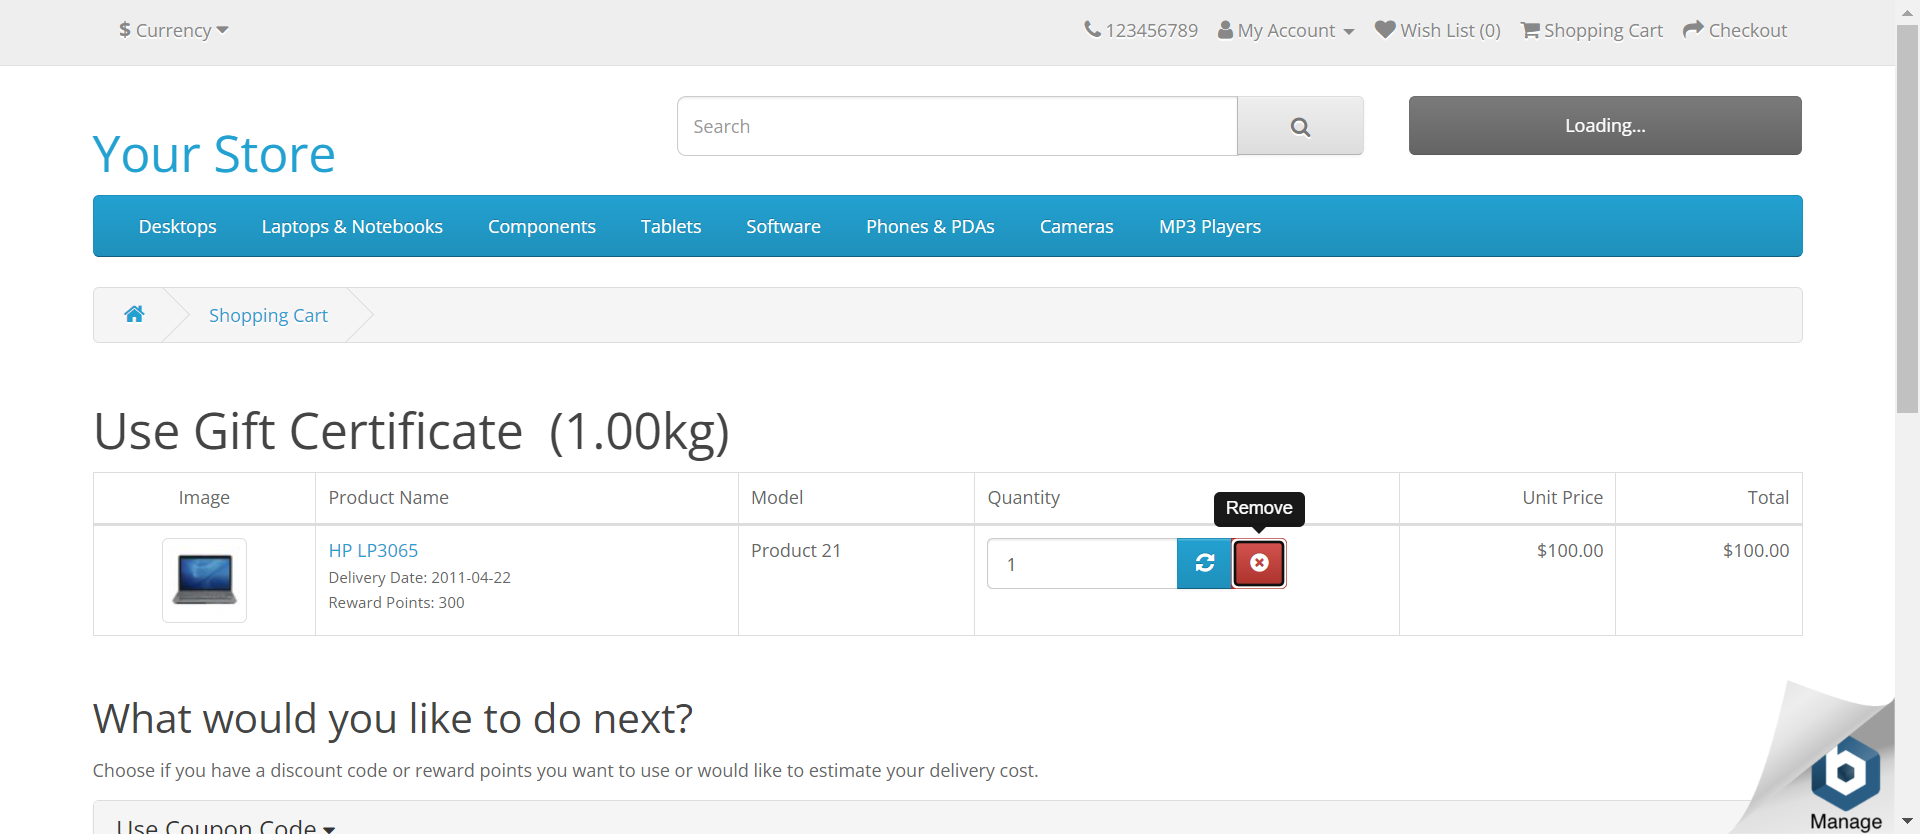 $ Currency
123456789 My Account Wish List (0) Shopping Cart Checkout
Your Store
Search
Loading...
Desktops Laptops & Notebooks Components Tablets Software Phones & PDAs Cameras MP3 Players
Shopping Cart
Use Gift Certificate (1.00kg)
Image Product Name Model Quantity Unit Price Total
Remove
HP LP3065 Product 21 1 $100.00 $100.00
Delivery Date: 2011-04-22
Reward Points: 300
What would you like to do next?
Choose if you have a discount code or reward points you want to use or would like to estimate your delivery cost.
Use Coupon Code
Manage